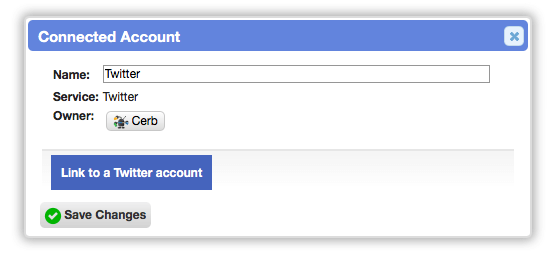 Connected Account
Name: Twitter
Service: Twitter
Owner: Cerb
Link to a Twitter account
Save Changes